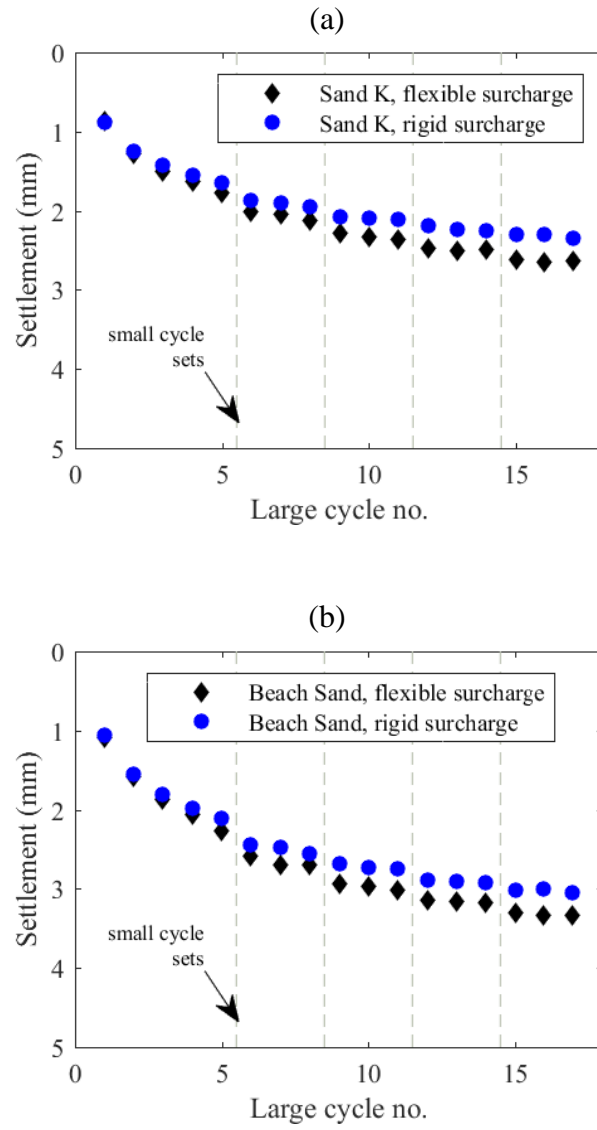 (a)
0
1
2
3
4
5
Settlement (mm)
Sand K, flexible surcharge
Sand K, rigid surcharge
small cycle
sets
0
5
10
15
Large cycle no.
(b)
0
1
2
3
4
5
Settlement (mm)
Beach Sand, flexible surcharge
Beach Sand, rigid surcharge
small cycle
sets
0
5
10
15
Large cycle no.